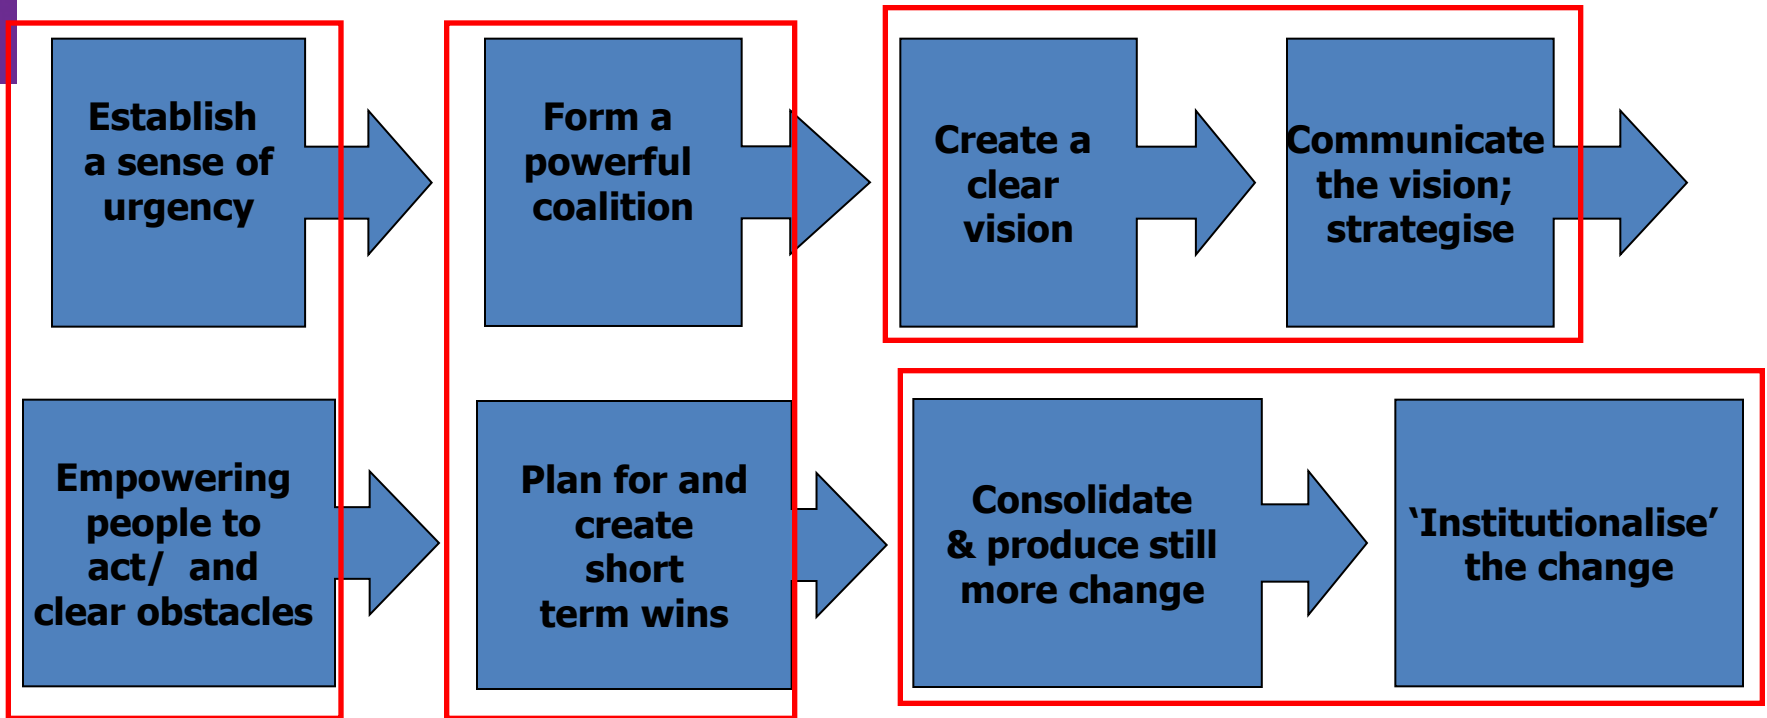 Establish
a sense of
urgency
Form a
powerful
coalition
Create a
clear
vision
Communicate
the vision;
strategise
Empowering
people to
act/  and
clear obstacles
Plan for and
create
short
term wins
Consolidate
& produce still
more change
‘Institutionalise’
the change